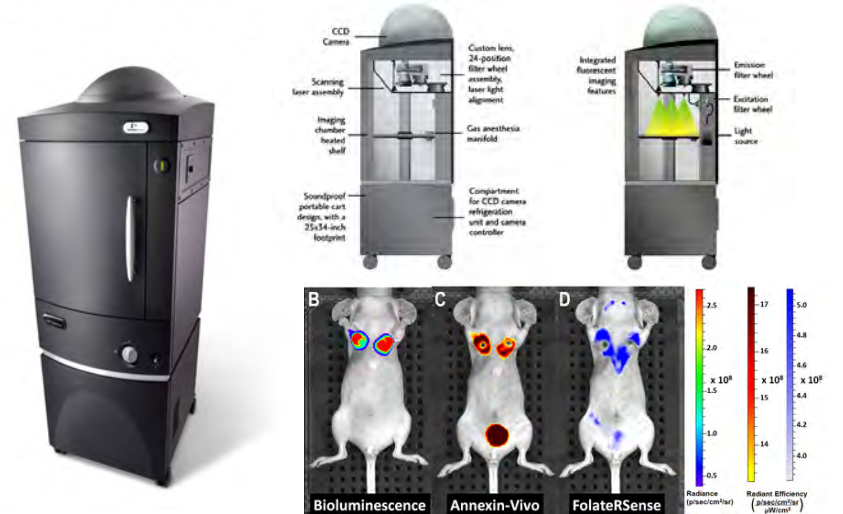 CCD
Camera
Scanning
laser assembly
Imaging
chamber
heated
shelf
Soundproof
portable cart
design, with a
25x34-inch
footprint
Custom lens,
24-position
filter wheel
assembly,
laser light
alignment
Gas anesthesia
manifold
Compartment
for CCD camera
refrigeration
unit and camera
controller
Integrated
fluorescent
imaging
features
Emission
filter wheel
Excitation
filter wheel
Light
source
B
Bioluminescence
C
Annexin-Vivo
D
FolateRSense
2.5
2.0
1.5
1.0
0.5
x 10⁸
Radiance
(p/sec/cm²/sr)
17
16
15
14
x 10⁸
5.0
4.8
4.6
4.4
4.2
4.0
x 10⁸
Radiant Efficiency
(p/sec/cm²/sr)
µW/cm²